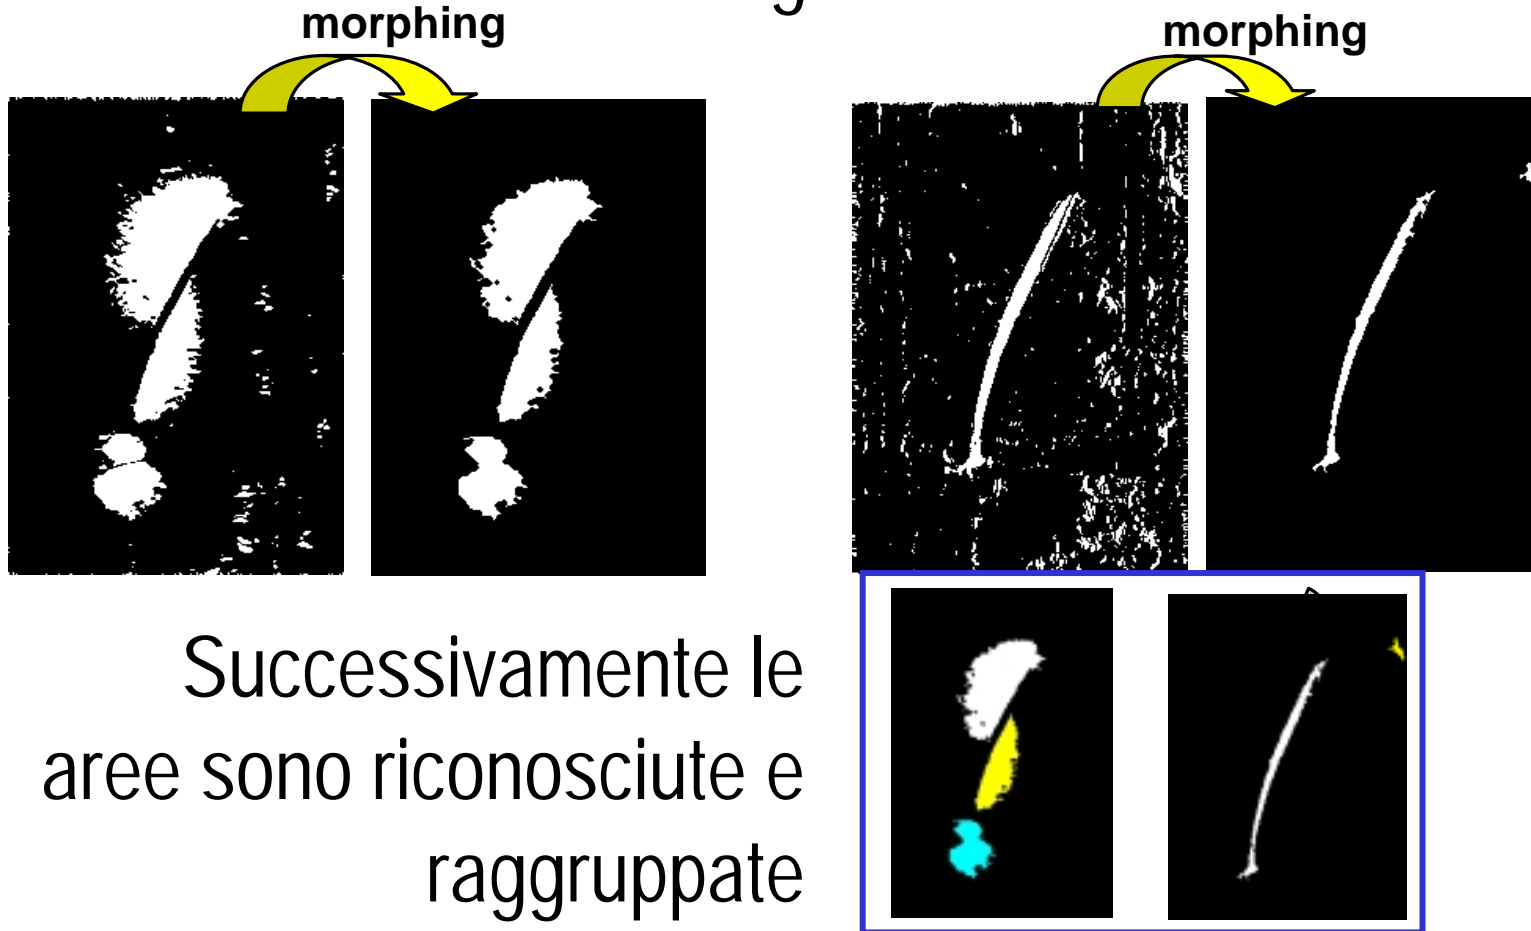 morphing
morphing
Successivamente le
aree sono riconosciute e
raggruppate